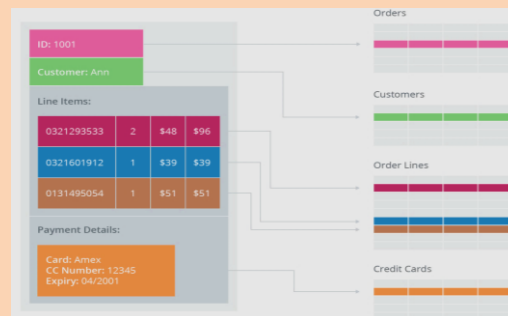 Orders
ID: 1001
Customer: Ann
Customers
Line Items:
0321293533 2 $48 $96
0321601912 1 $39 $39
0131495054 1 $51 $51
Order Lines
Payment Details:
Card: Amex
CC Number: 12345
Expiry: 04/2001
Credit Cards